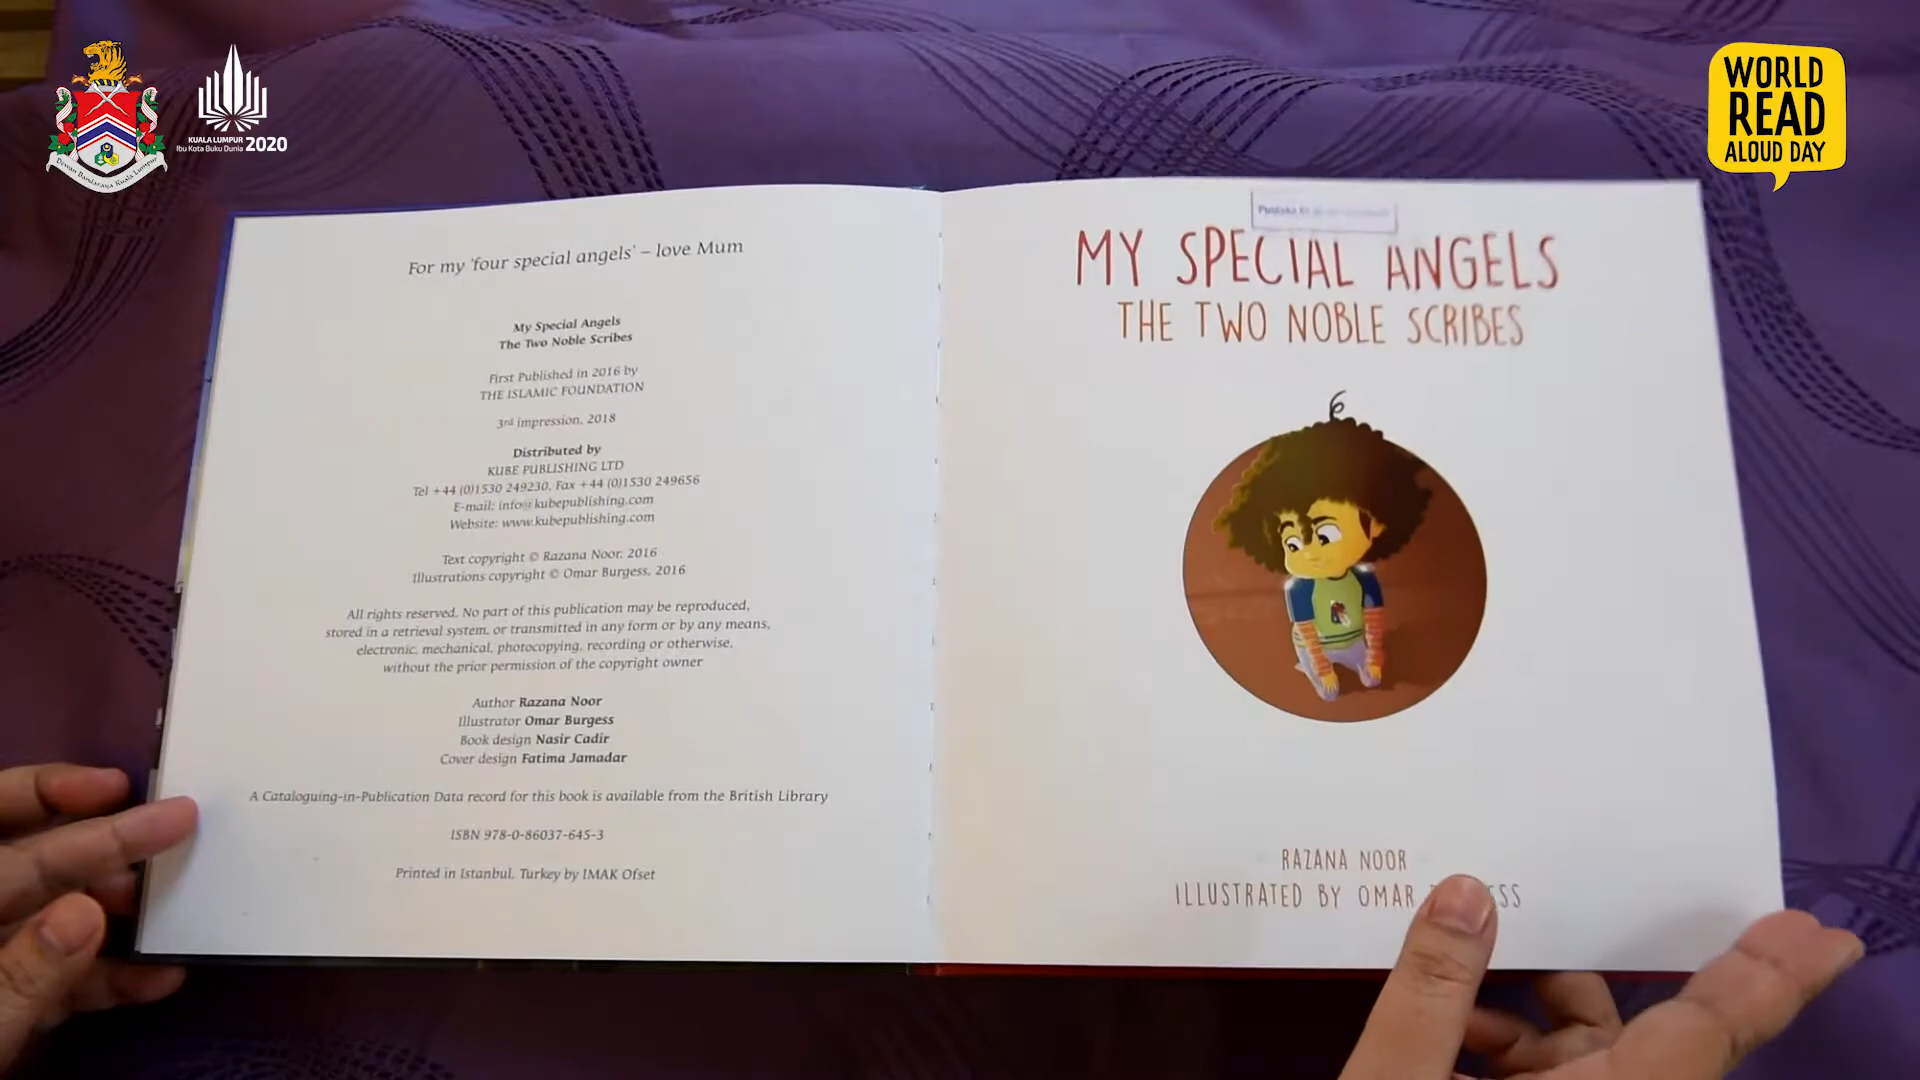 Dewan Bandaraya Kuala Lumpur
KUALA LUMPUR
Ibu Kota Buku Dunia 2020
WORLD
READ
ALOUD DAY
For my 'four special angels' – love Mum
My Special Angels
The Two Noble Scribes
First Published in 2016 by
THE ISLAMIC FOUNDATION
3rd impression, 2018
Distributed by
KUBE PUBLISHING LTD
Tel +44 (0)1530 249230, Fax +44 (0)1530 249656
E-mail: info@kubepublishing.com
Website: www.kubepublishing.com
Text copyright © Razana Noor, 2016
Illustrations copyright © Omar Burgess, 2016
All rights reserved. No part of this publication may be reproduced,
stored in a retrieval system, or transmitted in any form or by any means,
electronic, mechanical, photocopying, recording or otherwise,
without the prior permission of the copyright owner
Author Razana Noor
Illustrator Omar Burgess
Book design Nasir Cadir
Cover design Fatima Jamadar
A Cataloguing-in-Publication Data record for this book is available from the British Library
ISBN 978-0-86037-645-3
Printed in Istanbul, Turkey by IMAK Ofset
MY SPECIAL ANGELS
THE TWO NOBLE SCRIBES
RAZANA NOOR
ILLUSTRATED BY OMAR